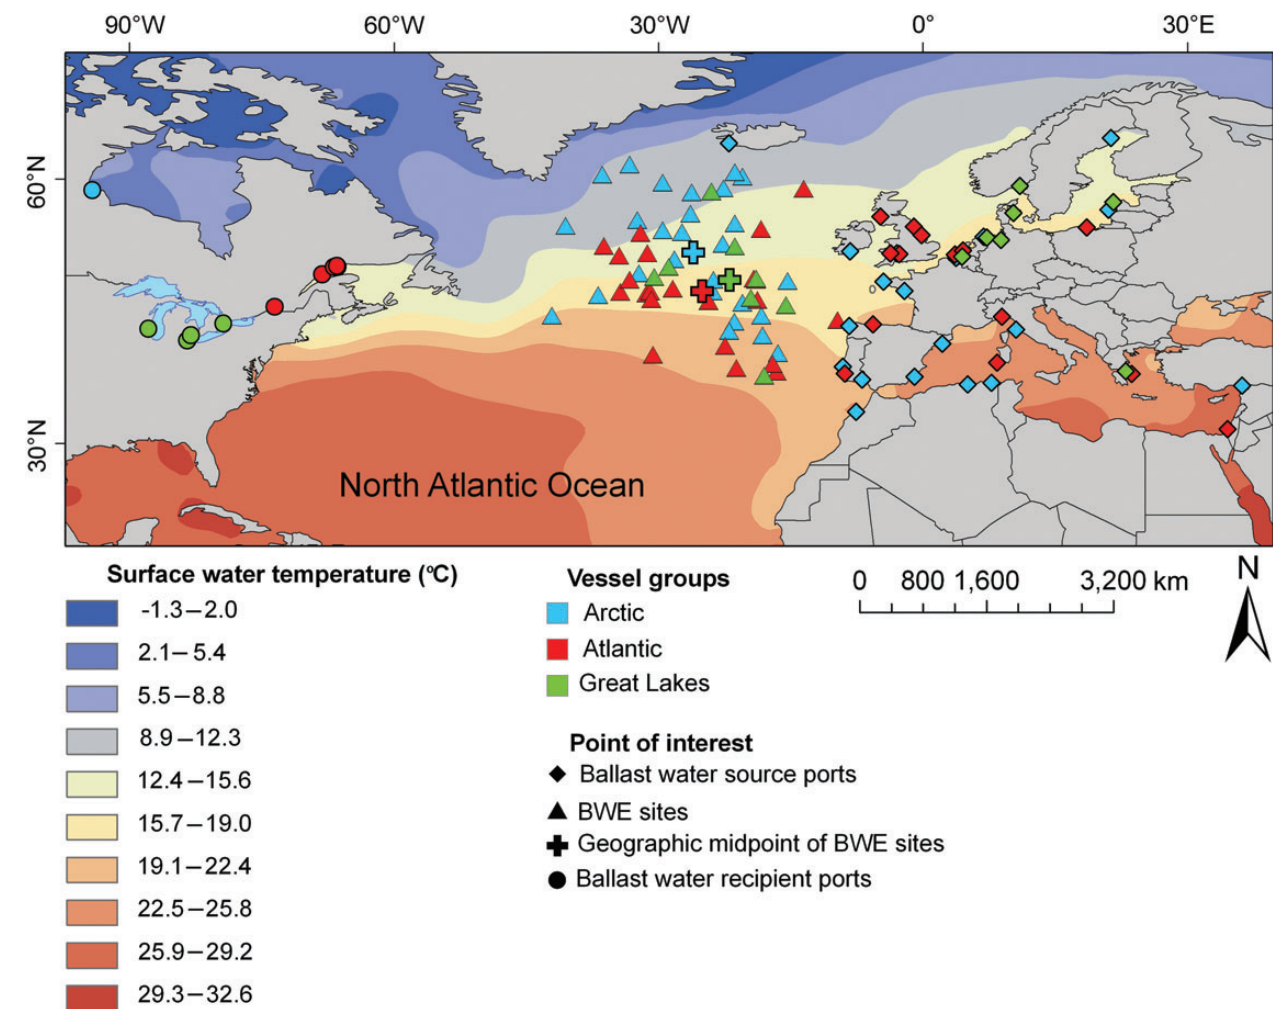 90°W 60°W 30°W 0° 30°E
60°N
30°N
North Atlantic Ocean
Surface water temperature (°C)
-1.3–2.0
2.1–5.4
5.5–8.8
8.9–12.3
12.4–15.6
15.7–19.0
19.1–22.4
22.5–25.8
25.9–29.2
29.3–32.6
Vessel groups
Arctic
Atlantic
Great Lakes
Point of interest
Ballast water source ports
BWE sites
Geographic midpoint of BWE sites
Ballast water recipient ports
0 800 1,600 3,200 km
N